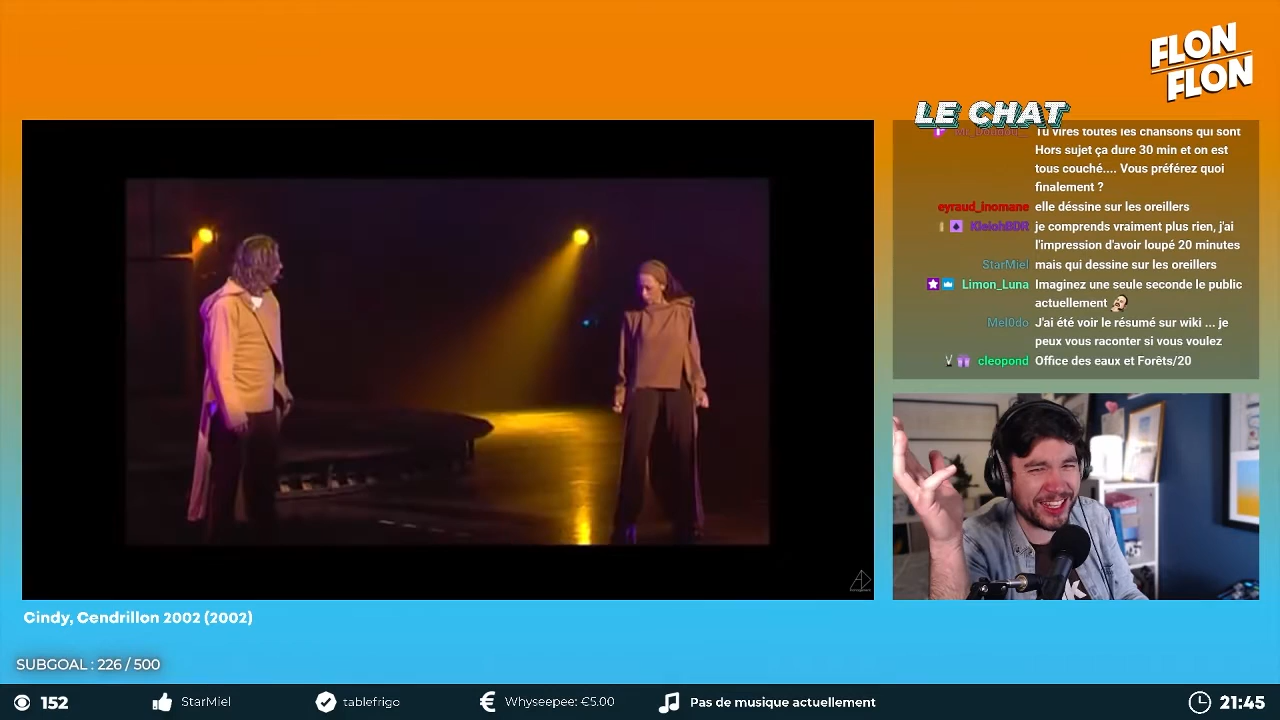 FLON
FLON
LE CHAT
Tu vires toutes les chansons qui sont
Hors sujet ça dure 30 min et on est
tous couché.... Vous préférez quoi
finalement ?
eyraud_inomane elle déssine sur les oreillers
KielohBDR je comprends vraiment plus rien, j'ai
l'impression d'avoir loupé 20 minutes
StarMiel mais qui dessine sur les oreillers
Limon_Luna Imaginez une seule seconde le public
actuellement
Mel0do J'ai été voir le résumé sur wiki ... je
peux vous raconter si vous voulez
cleopond Office des eaux et Forêts/20
Cindy, Cendrillon 2002 (2002)
SUBGOAL : 226 / 500
152 StarMiel tablefrigo € Whyseepee: €5.00 Pas de musique actuellement 21:45